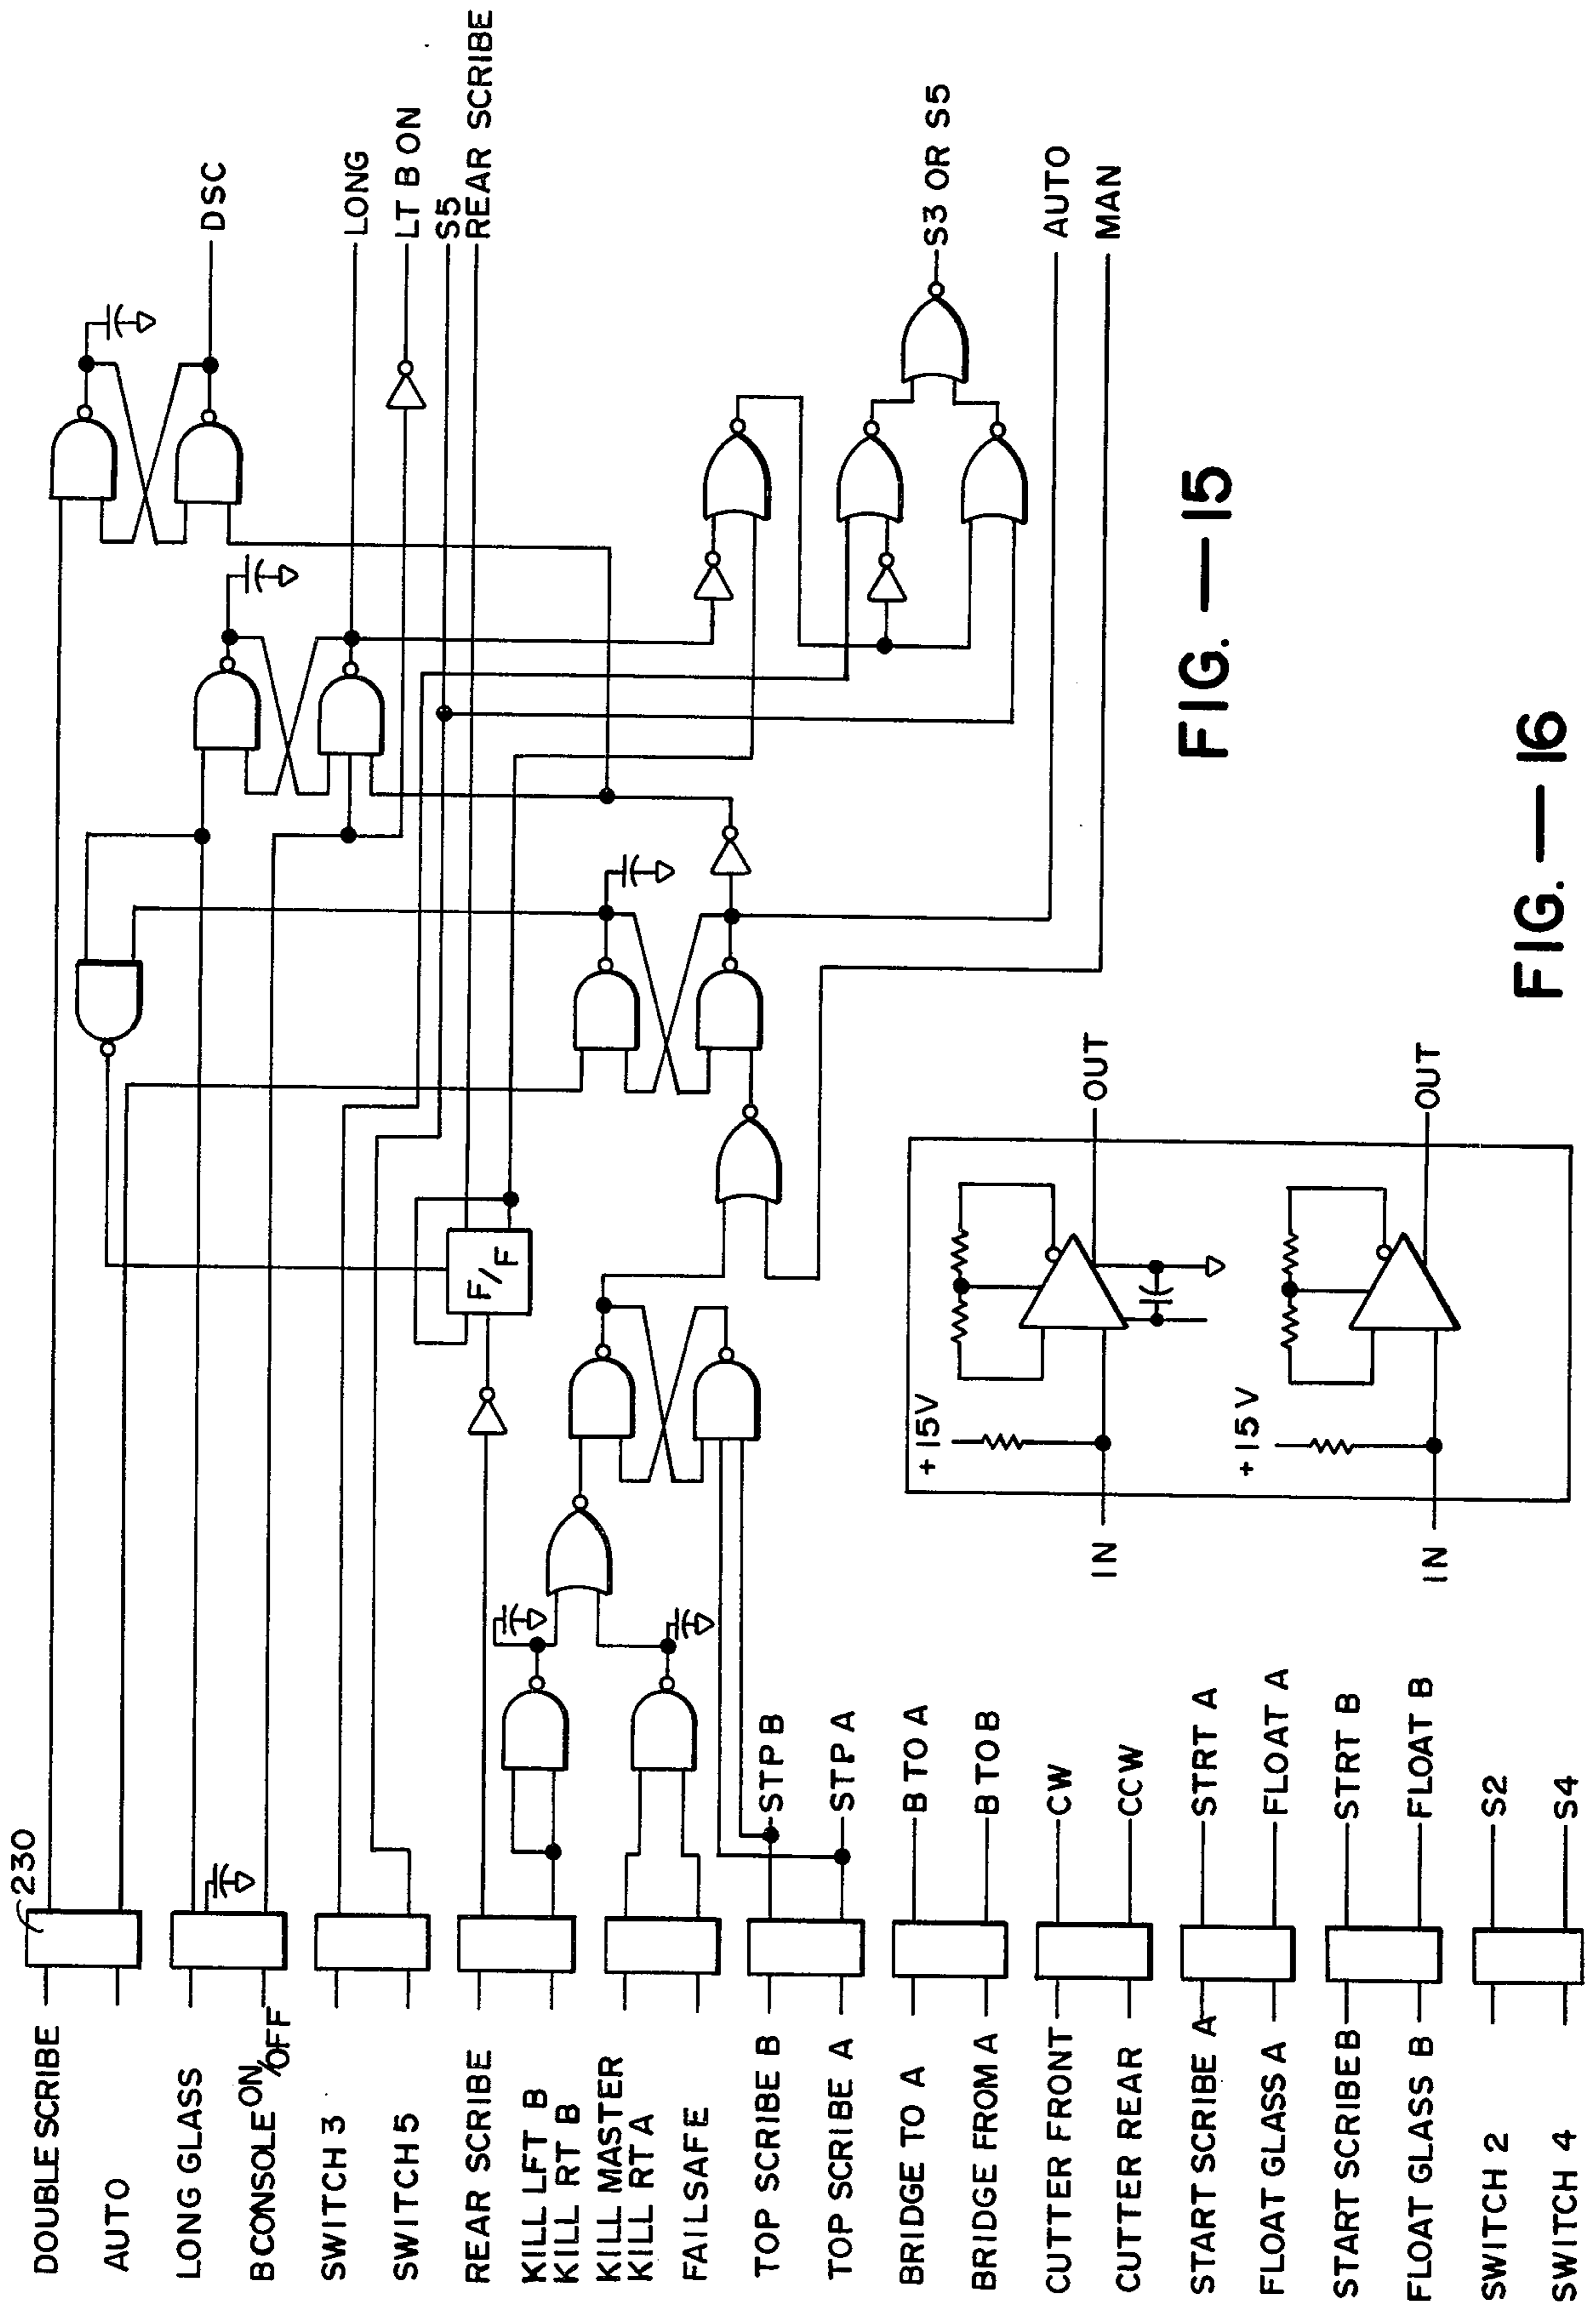 230
DOUBLE SCRIBE
AUTO
LONG GLASS
B CONSOLE ON/OFF
SWITCH 3
SWITCH 5
REAR SCRIBE
KILL LFT B
KILL RT B
KILL MASTER
KILL RT A
FAILSAFE
TOP SCRIBE B
TOP SCRIBE A
BRIDGE TO A
BRIDGE FROM A
CUTTER FRONT
CUTTER REAR
START SCRIBE A
FLOAT GLASS A
START SCRIBE B
FLOAT GLASS B
SWITCH 2
SWITCH 4
STP B
STP A
B TO A
B TO B
CW
CCW
STRT A
FLOAT A
STRT B
FLOAT B
S2
S4
F/F
DSC
LONG
LT B ON
S5
REAR SCRIBE
S3 OR S5
AUTO
MAN
FIG.—15
+15V
IN
OUT
+15V
IN
OUT
FIG.—16